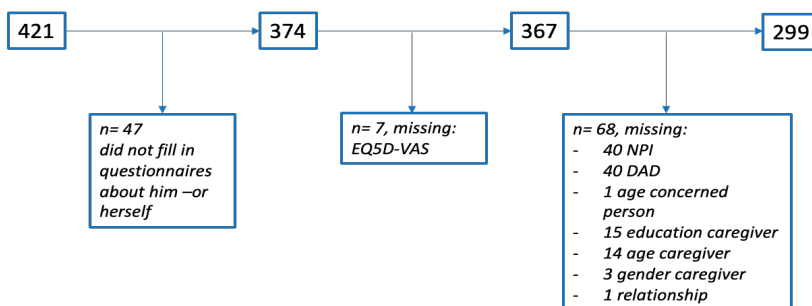 421
374
367
299
n= 47
did not fill in
questionnaires
about him –or
herself
n= 7, missing:
EQ5D-VAS
n= 68, missing:
- 40 NPI
- 40 DAD
- 1 age concerned
person
- 15 education caregiver
- 14 age caregiver
- 3 gender caregiver
- 1 relationship